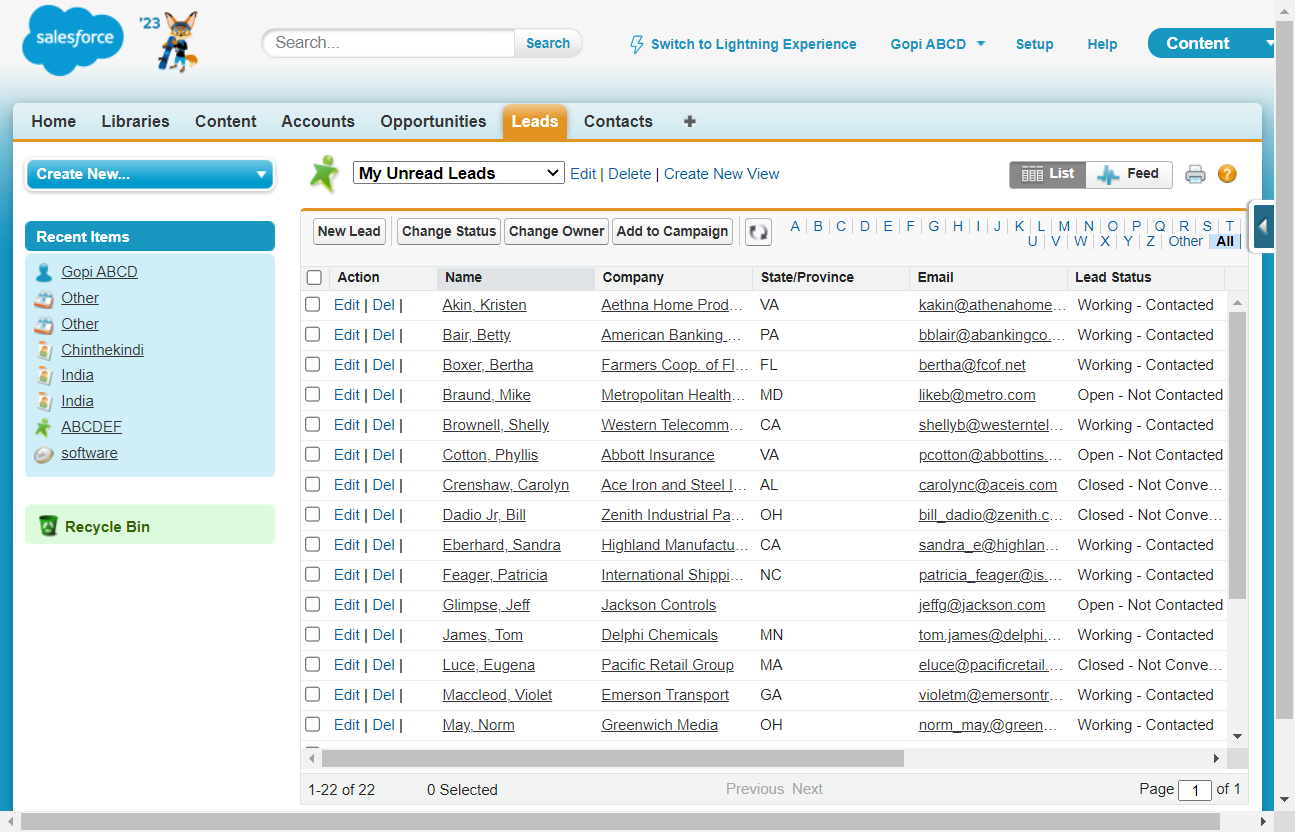 salesforce '23 Search... Search Switch to Lightning Experience Gopi ABCD Setup Help Content
Home Libraries Content Accounts Opportunities Leads Contacts +
Create New...
Recent Items
Gopi ABCD
Other
Other
Chinthekindi
India
India
ABCDEF
software
Recycle Bin
My Unread Leads Edit | Delete | Create New View List Feed ?
New Lead Change Status Change Owner Add to Campaign
A | B | C | D | E | F | G | H | I | J | K | L | M | N | O | P | Q | R | S | T |
U | V | W | X | Y | Z | Other | All
Action Name Company State/Province Email Lead Status
Edit | Del | Akin, Kristen Aethna Home Prod... VA kakin@athenahome... Working - Contacted
Edit | Del | Bair, Betty American Banking ... PA bblair@abankingco.... Working - Contacted
Edit | Del | Boxer, Bertha Farmers Coop. of Fl... FL bertha@fcof.net Working - Contacted
Edit | Del | Braund, Mike Metropolitan Health... MD likeb@metro.com Open - Not Contacted
Edit | Del | Brownell, Shelly Western Telecomm... CA shellyb@westerntel... Working - Contacted
Edit | Del | Cotton, Phyllis Abbott Insurance VA pcotton@abbottins.... Open - Not Contacted
Edit | Del | Crenshaw, Carolyn Ace Iron and Steel I... AL carolync@aceis.com Closed - Not Conve...
Edit | Del | Dadio Jr, Bill Zenith Industrial Pa... OH bill_dadio@zenith.c... Closed - Not Conve...
Edit | Del | Eberhard, Sandra Highland Manufactu... CA sandra_e@highlan... Working - Contacted
Edit | Del | Feager, Patricia International Shippi... NC patricia_feager@is.... Working - Contacted
Edit | Del | Glimpse, Jeff Jackson Controls jeffg@jackson.com Open - Not Contacted
Edit | Del | James, Tom Delphi Chemicals MN tom.james@delphi.... Working - Contacted
Edit | Del | Luce, Eugena Pacific Retail Group MA eluce@pacificretail.... Closed - Not Conve...
Edit | Del | Maccleod, Violet Emerson Transport GA violetm@emersontr... Working - Contacted
Edit | Del | May, Norm Greenwich Media OH norm_may@green... Working - Contacted
1-22 of 22 0 Selected Previous Next Page 1 of 1